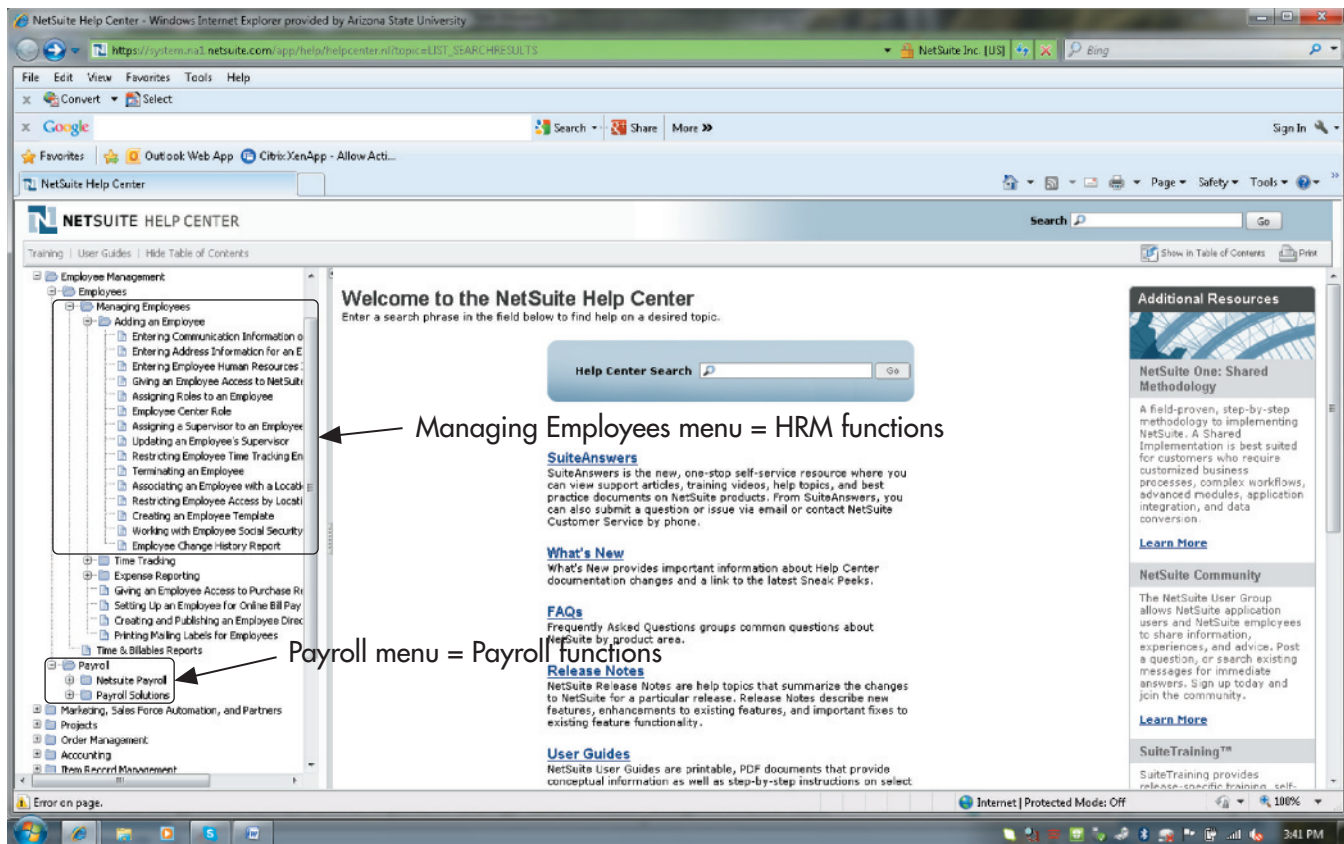 NetSuite Help Center - Windows Internet Explorer provided by Arizona State University
https://system.na1.netsuite.com/app/help/helpcenter.nl?topic=LIST_SEARCHRESULTS
NetSuite Inc. [US]
Bing
File Edit View Favorites Tools Help
x Convert Select
x Google
Search Share More »
Sign In
Favorites Outlook Web App Citrix XenApp - Allow Acti...
NetSuite Help Center
Page Safety Tools
NETSUITE HELP CENTER
Search
Go
Training | User Guides | Hide Table of Contents
Show in Table of Contents Print
Employee Management
Employees
Managing Employees
Adding an Employee
Entering Communication Information o
Entering Address Information for an E
Entering Employee Human Resources I
Giving an Employee Access to NetSuite
Assigning Roles to an Employee
Employee Center Role
Assigning a Supervisor to an Employee
Updating an Employee's Supervisor
Restricting Employee Time Tracking En
Terminating an Employee
Associating an Employee with a Locati
Restricting Employee Access by Locati
Creating an Employee Template
Working with Employee Social Security
Employee Change History Report
Time Tracking
Expense Reporting
Giving an Employee Access to Purchase Re
Setting Up an Employee for Online Bill Pay
Creating and Publishing an Employee Direc
Printing Mailing Labels for Employees
Time & Billables Reports
Payroll
Netsuite Payroll
Payroll Solutions
Marketing, Sales Force Automation, and Partners
Projects
Order Management
Accounting
Item Record Management
Managing Employees menu = HRM functions
Payroll menu = Payroll functions
Welcome to the NetSuite Help Center
Enter a search phrase in the field below to find help on a desired topic.
Help Center Search
Go
SuiteAnswers
SuiteAnswers is the new, one-stop self-service resource where you
can view support articles, training videos, help topics, and best
practice documents on NetSuite products. From SuiteAnswers, you
can also submit a question or issue via email or contact NetSuite
Customer Service by phone.
What's New
What's New provides important information about Help Center
documentation changes and a link to the latest Sneak Peeks.
FAQs
Frequently Asked Questions groups common questions about
NetSuite by product area.
Release Notes
NetSuite Release Notes are help topics that summarize the changes
to NetSuite for a particular release. Release Notes describe new
features, enhancements to existing features, and important fixes to
existing feature functionality.
User Guides
NetSuite User Guides are printable, PDF documents that provide
conceptual information as well as step-by-step instructions on select
Additional Resources
NetSuite One: Shared
Methodology
A field-proven, step-by-step
methodology to implementing
NetSuite. A Shared
Implementation is best suited
for customers who require
customized business
processes, complex workflows,
advanced modules, application
integration, and data
conversion.
Learn More
NetSuite Community
The NetSuite User Group
allows NetSuite application
users and NetSuite employees
to share information,
experiences, and advice. Post
a question, or search existing
messages for immediate
answers. Sign up today and
join the community.
Learn More
SuiteTraining™
SuiteTraining provides
release-specific training, self-
Error on page.
Internet | Protected Mode: Off
100%
3:41 PM